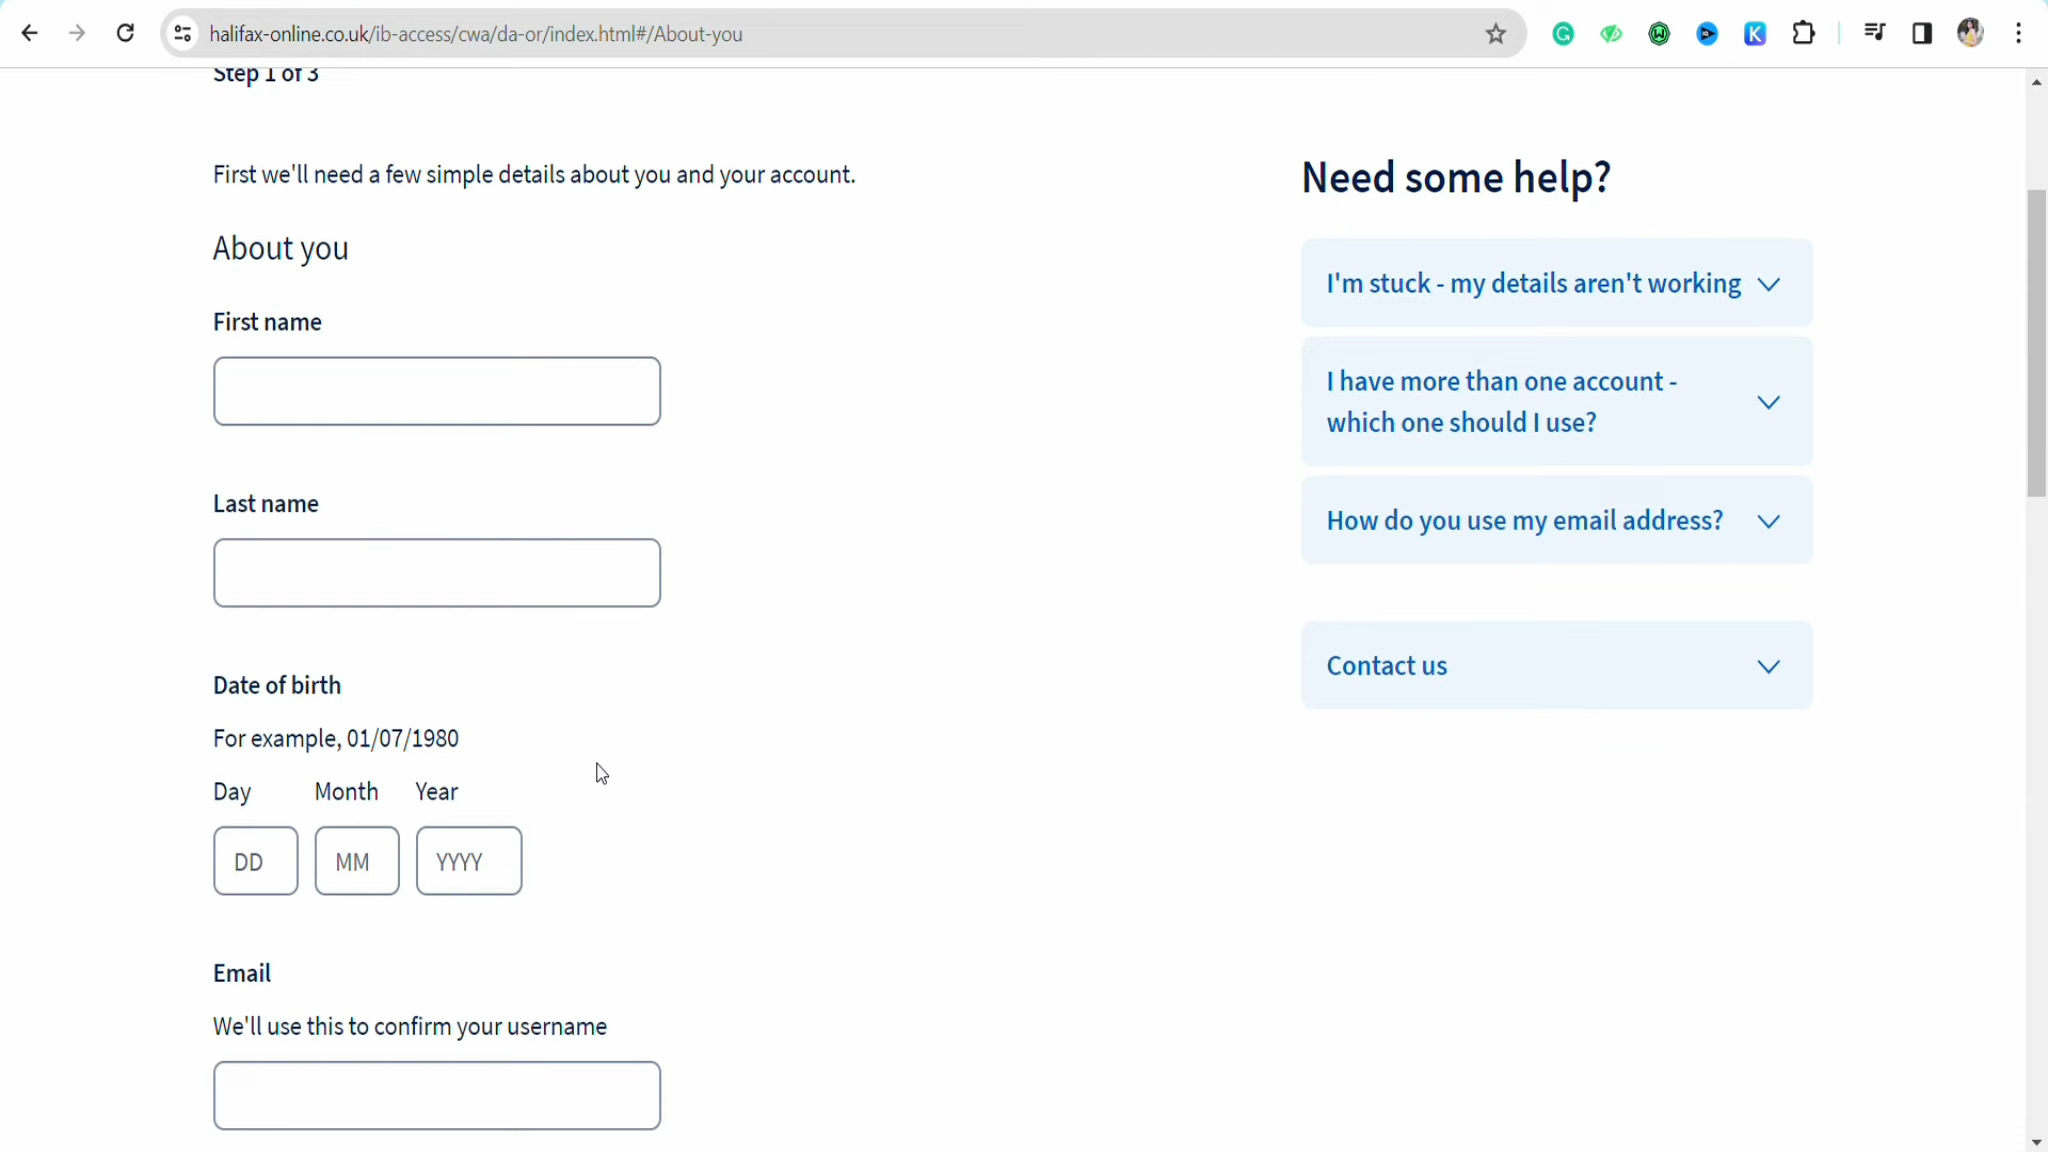 halifax-online.co.uk/ib-access/cwa/da-or/index.html#/About-you
Step 1 of 3
First we'll need a few simple details about you and your account.
About you
First name
Last name
Date of birth
For example, 01/07/1980
Day Month Year
DD MM YYYY
Email
We'll use this to confirm your username
Need some help?
I'm stuck - my details aren't working
I have more than one account -
which one should I use?
How do you use my email address?
Contact us